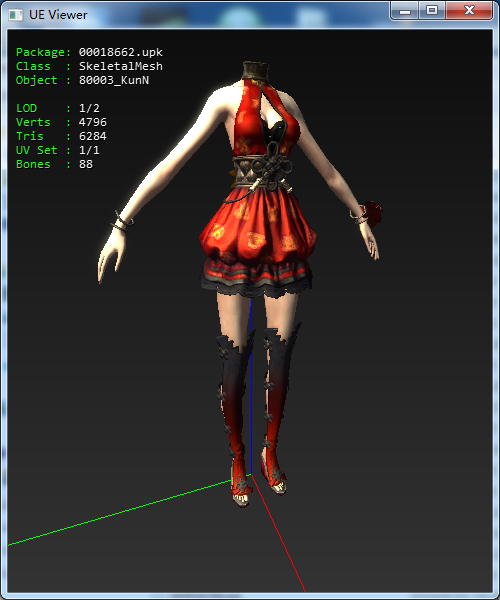 UE Viewer
Package: 00018662.upk
Class : SkeletalMesh
Object : 80003_KunN
LOD : 1/2
Verts : 4796
Tris : 6284
UV Set : 1/1
Bones : 88